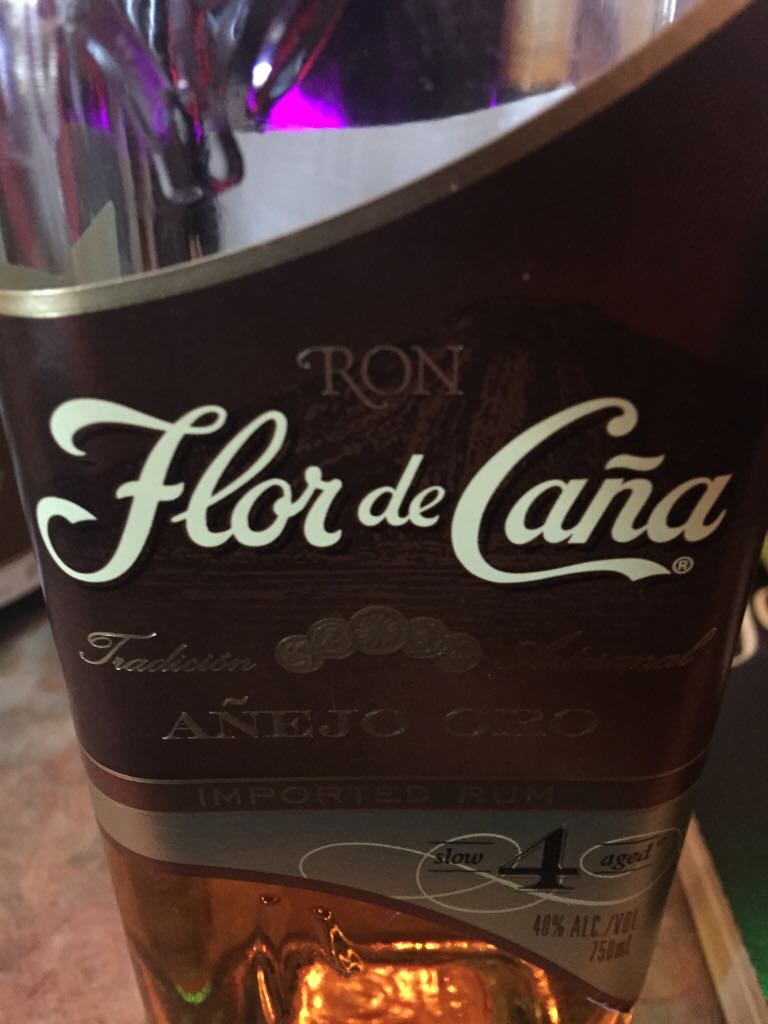 RON
Flor de Caña®
Tradición Artesanal
AÑEJO ORO
IMPORTED RUM
slow 4 aged
40% ALC./VOL
750ml